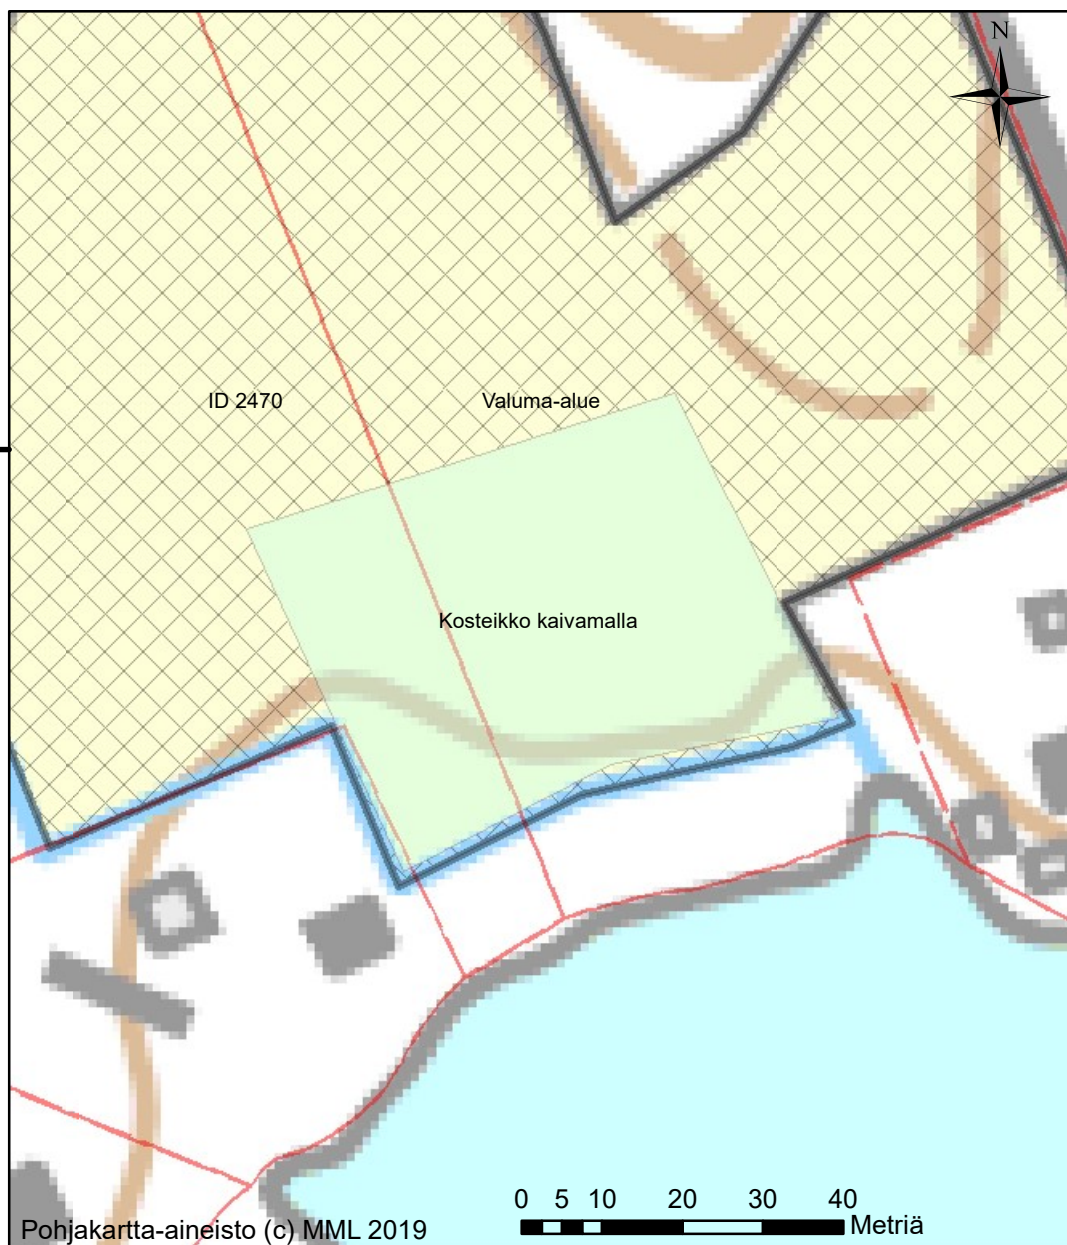 N
ID 2470
Valuma-alue
Kosteikko kaivamalla
0 5 10 20 30 40
Metriä
Pohjakartta-aineisto (c) MML 2019